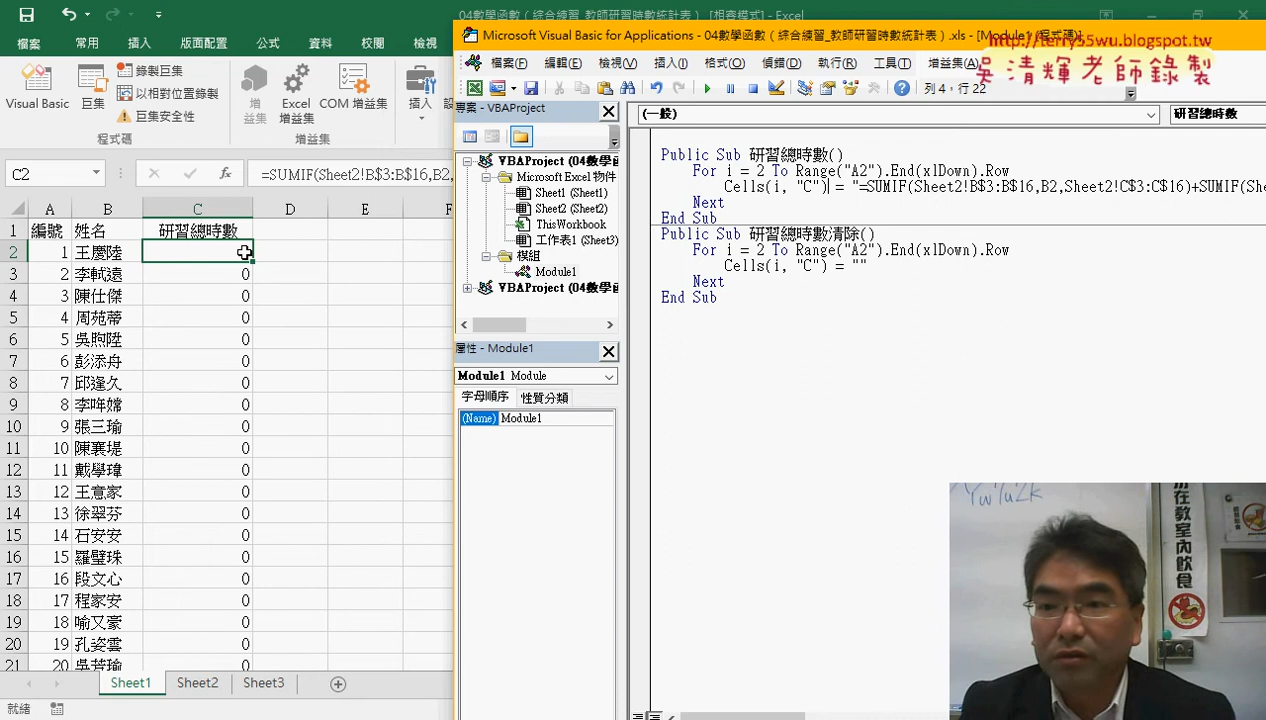 04數學函數（綜合練習_教師研習時數統計表） [相容模式] - Excel
檔案 常用 插入 版面配置 公式 資料 校閱 檢視
Visual Basic 巨集 錄製巨集 以相對位置錄製 巨集安全性 增益集 Excel 增益集 COM 增益集 插入
程式碼 增益集
C2 fx =SUMIF(Sheet2!B$3:B$16,B2,
A B C D E F
1 編號 姓名 研習總時數
2 1 王慶陸
3 2 李軾遠 0
4 3 陳仕傑 0
5 4 周苑蒂 0
6 5 吳煦陞 0
7 6 彭添舟 0
8 7 邱逢久 0
9 8 0
10 9 張三瑜 0
11 10 陳襄堤 0
12 11 戴學瑋 0
13 12 王意家 0
14 13 徐翠芬 0
15 14 石安安 0
16 15 羅璧珠 0
17 16 段文心 0
18 17 程家安 0
19 18 喻又豪 0
20 19 孔姿雲 0
21 20 吳芳瑜 0
Sheet1 Sheet2 Sheet3
就緒
Microsoft Visual Basic for Applications - 04數學函數（綜合練習_教師研習時數統計表）.xls - [Module1 (程式碼)]
http://terry55wu.blogspot.tw
吳清輝老師錄製
檔案(F) 編輯(E) 檢視(V) 插入(I) 格式(O) 偵錯(D) 執行(R) 工具(T) 增益集(A)
列 4，行 22
專案 - VBAProject
VBAProject (04數學函
Microsoft Excel 物件
Sheet1 (Sheet1)
Sheet2 (Sheet2)
ThisWorkbook
工作表1 (Sheet3)
模組
Module1
VBAProject (04數學函
屬性 - Module1
Module1 Module
字母順序 性質分類
(Name) Module1
(一般) 研習總時數
Public Sub 研習總時數()
For i = 2 To Range("A2").End(xlDown).Row
Cells(i, "C") = "=SUMIF(Sheet2!B$3:B$16,B2,Sheet2!C$3:C$16)+SUMIF(She
Next
End Sub
Public Sub 研習總時數清除()
For i = 2 To Range("A2").End(xlDown).Row
Cells(i, "C") = ""
Next
End Sub
在教室內飲食